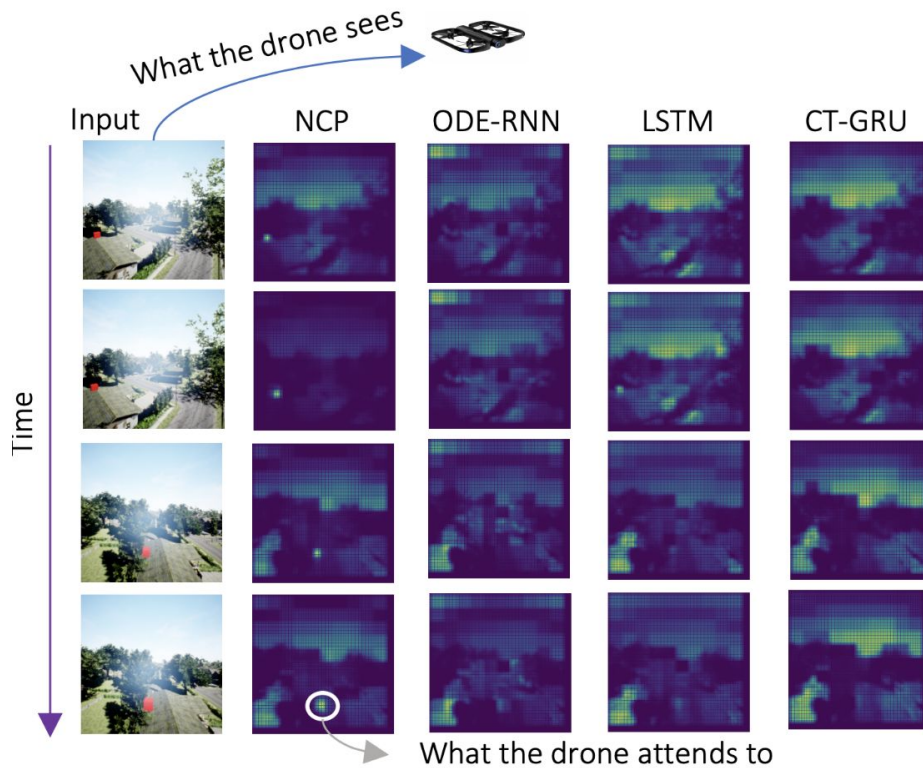 What the drone sees
Input
NCP
ODE-RNN
LSTM
CT-GRU
Time
What the drone attends to